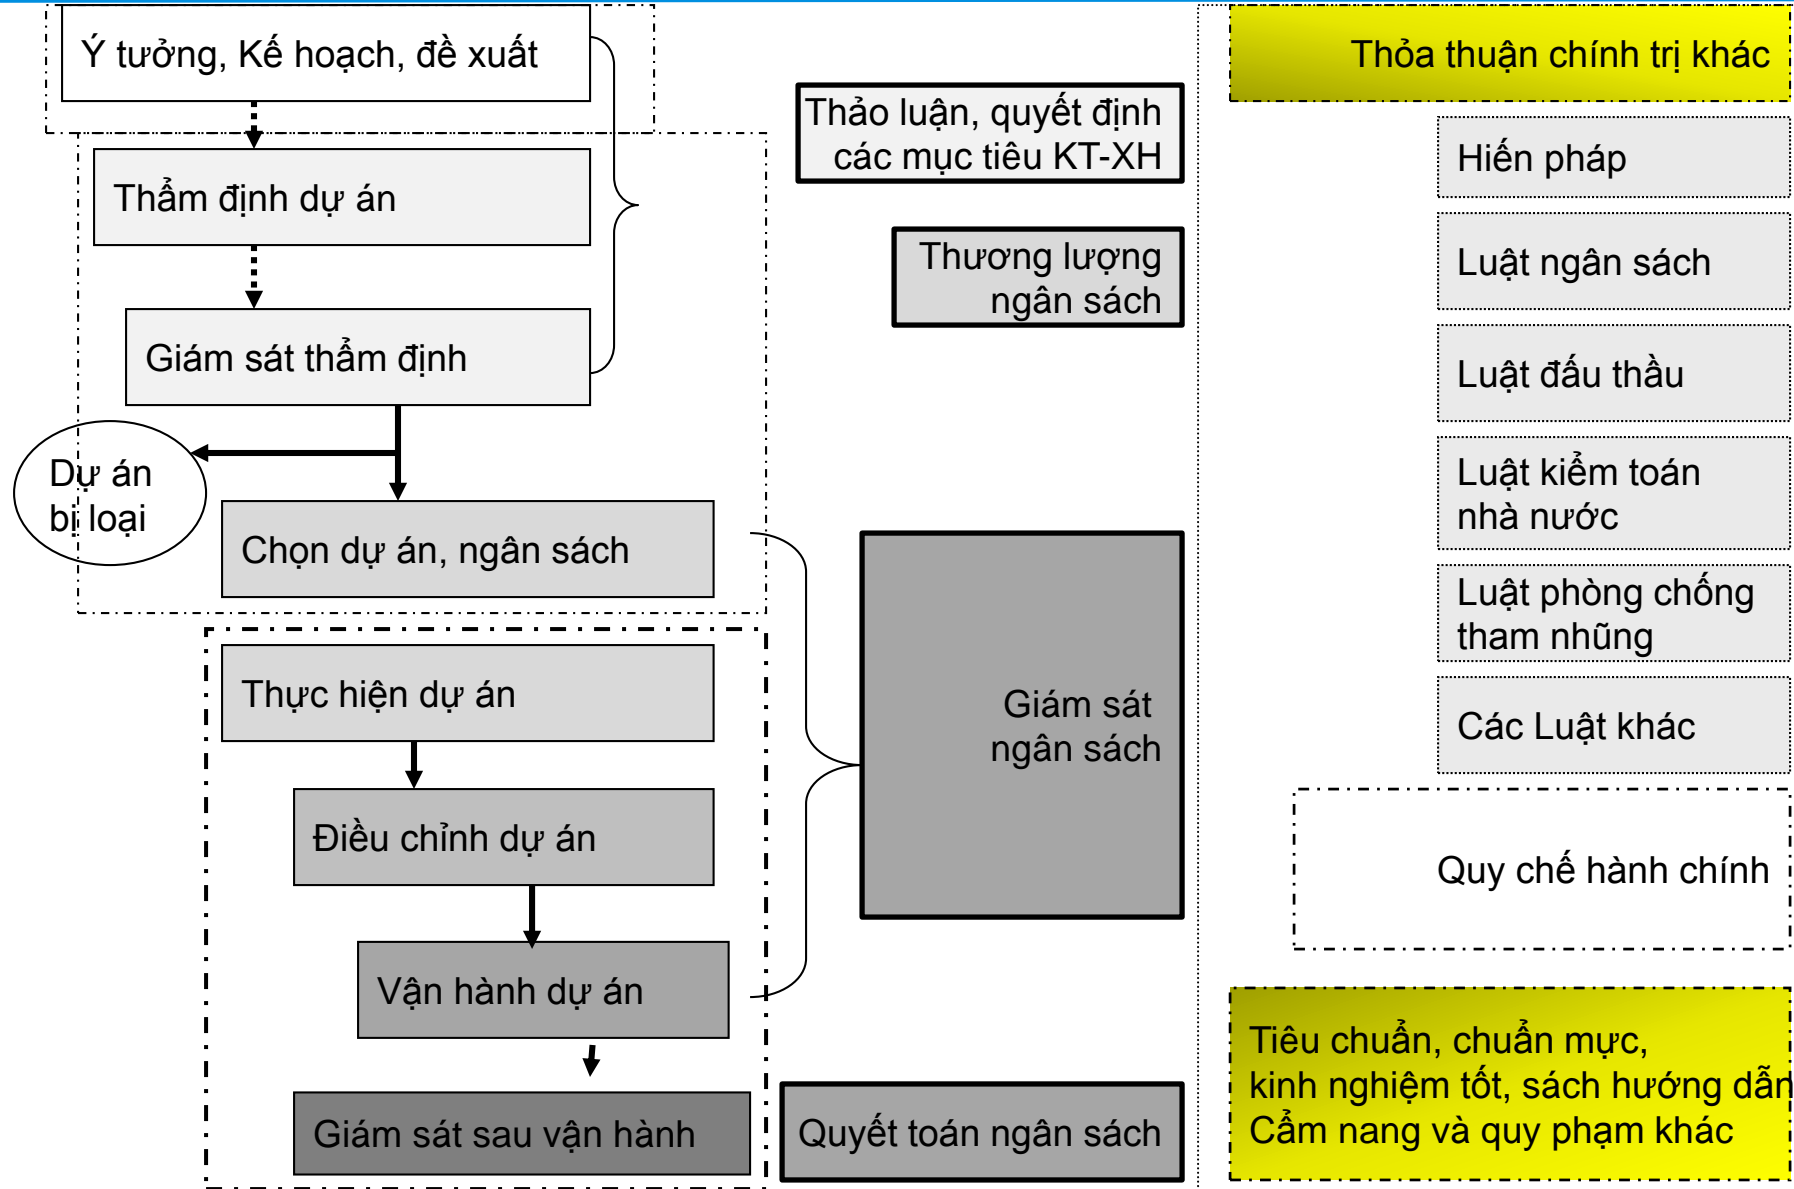 Ý tưởng, Kế hoạch, đề xuất
Thẩm định dự án
Giám sát thẩm định
Dự án
bị loại
Chọn dự án, ngân sách
Thực hiện dự án
Điều chỉnh dự án
Vận hành dự án
Giám sát sau vận hành
Thảo luận, quyết định
các mục tiêu KT-XH
Thương lượng
ngân sách
Giám sát
ngân sách
Quyết toán ngân sách
Thỏa thuận chính trị khác
Hiến pháp
Luật ngân sách
Luật đấu thầu
Luật kiểm toán
nhà nước
Luật phòng chống
tham nhũng
Các Luật khác
Quy chế hành chính
Tiêu chuẩn, chuẩn mực,
kinh nghiệm tốt, sách hướng dẫn
Cẩm nang và quy phạm khác